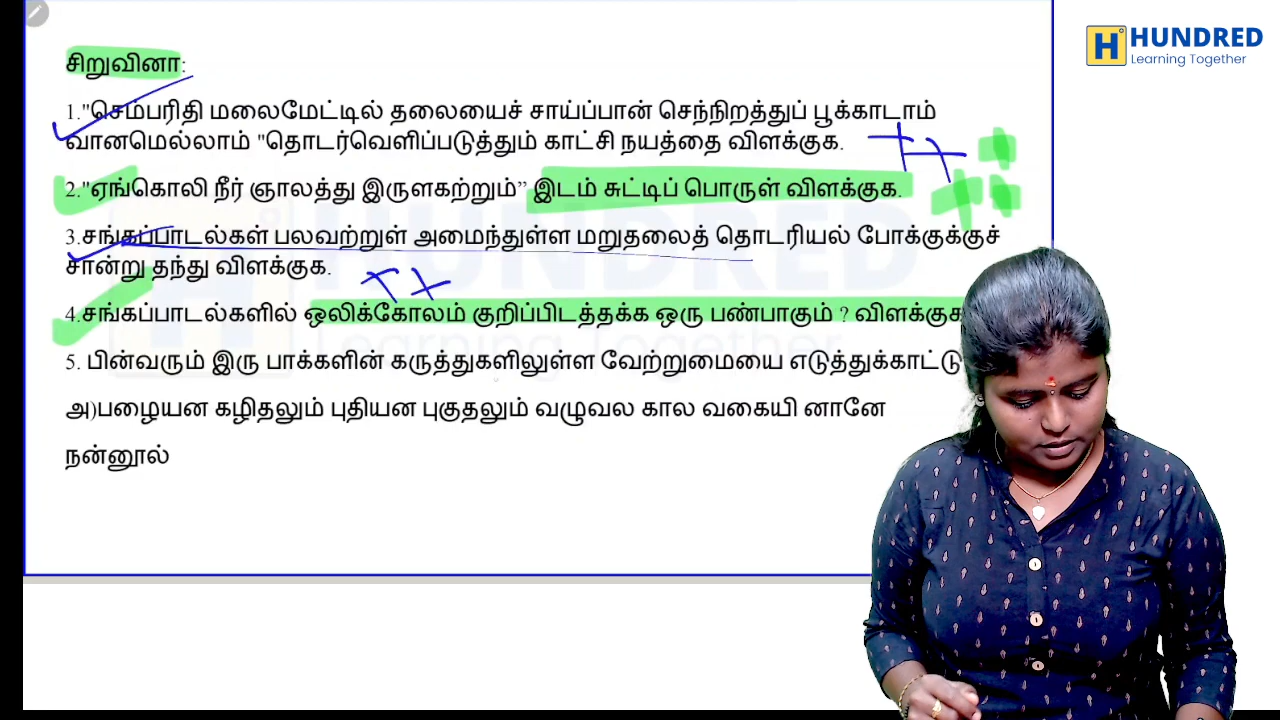 HUNDRED
Learning Together
சிறுவினா:
1."செம்பரிதி மலைமேட்டில் தலையைச் சாய்ப்பான் செந்நிறத்துப் பூக்காடாம்
வானமெல்லாம் "தொடர்வெளிப்படுத்தும் காட்சி நயத்தை விளக்குக.
2."ஏங்கொலி நீர் ஞாலத்து இருளகற்றும்” இடம் சுட்டிப் பொருள் விளக்குக.
3.சங்கப்பாடல்கள் பலவற்றுள் அமைந்துள்ள மறுதலைத் தொடரியல் போக்குக்குச்
சான்று தந்து விளக்குக.
4.சங்கப்பாடல்களில் ஒலிக்கோலம் குறிப்பிடத்தக்க ஒரு பண்பாகும் ? விளக்குக
5. பின்வரும் இரு பாக்களின் கருத்துகளிலுள்ள வேற்றுமையை எடுத்துக்காட்டு
அ)பழையன கழிதலும் புதியன புகுதலும் வழுவல கால வகையி னானே
நன்னூல்
HUNDRED
Learning Together